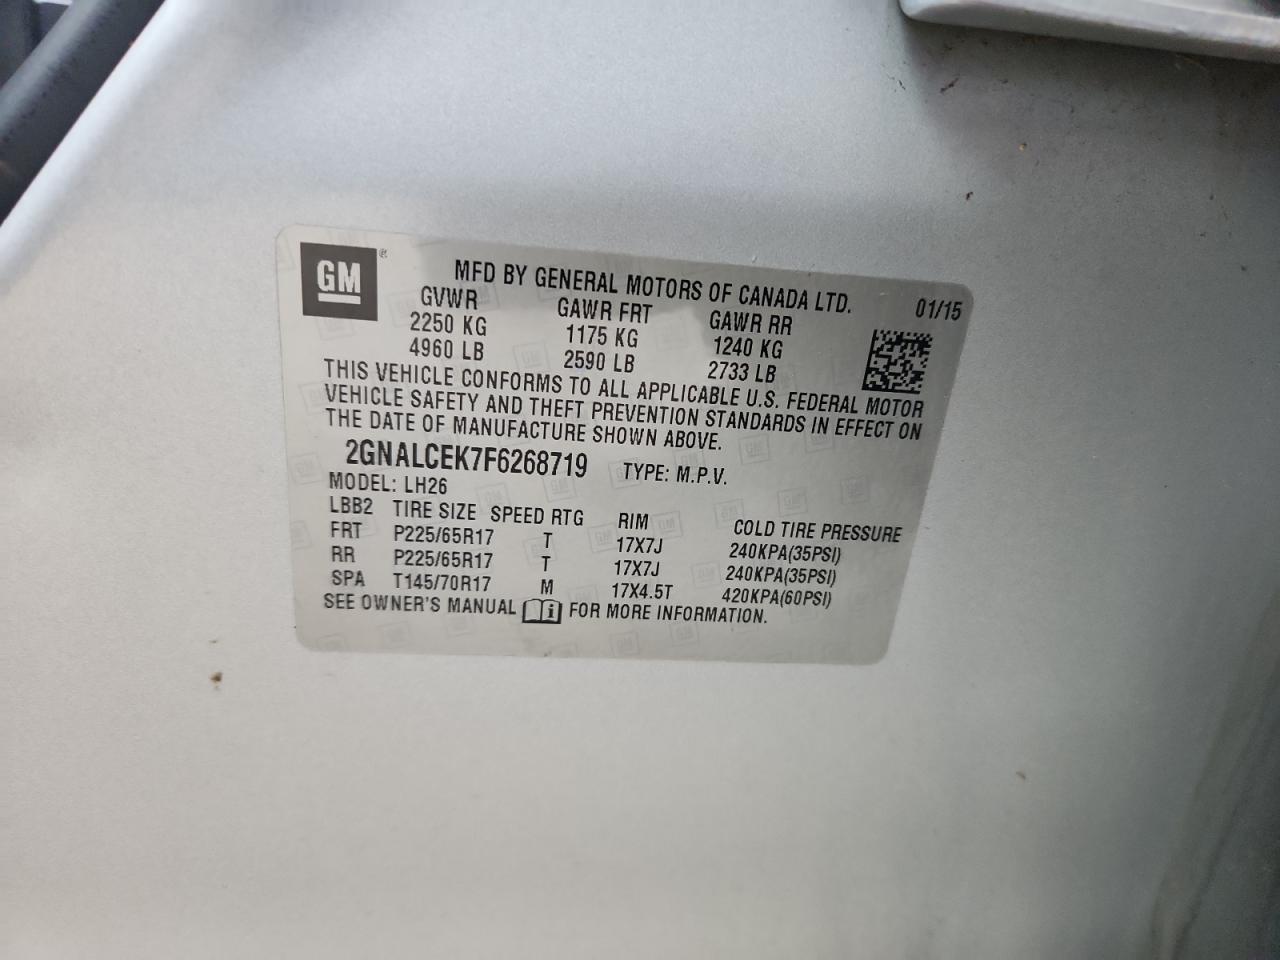 GM ®
MFD BY GENERAL MOTORS OF CANADA LTD. 01/15
GVWR GAWR FRT GAWR RR
2250 KG 1175 KG 1240 KG
4960 LB 2590 LB 2733 LB
THIS VEHICLE CONFORMS TO ALL APPLICABLE U.S. FEDERAL MOTOR
VEHICLE SAFETY AND THEFT PREVENTION STANDARDS IN EFFECT ON
THE DATE OF MANUFACTURE SHOWN ABOVE.
2GNALCEK7F6268719 TYPE: M.P.V.
MODEL: LH26
LBB2 TIRE SIZE SPEED RTG RIM COLD TIRE PRESSURE
FRT P225/65R17 T 17X7J 240KPA(35PSI)
RR P225/65R17 T 17X7J 240KPA(35PSI)
SPA T145/70R17 M 17X4.5T 420KPA(60PSI)
SEE OWNER'S MANUAL i FOR MORE INFORMATION.